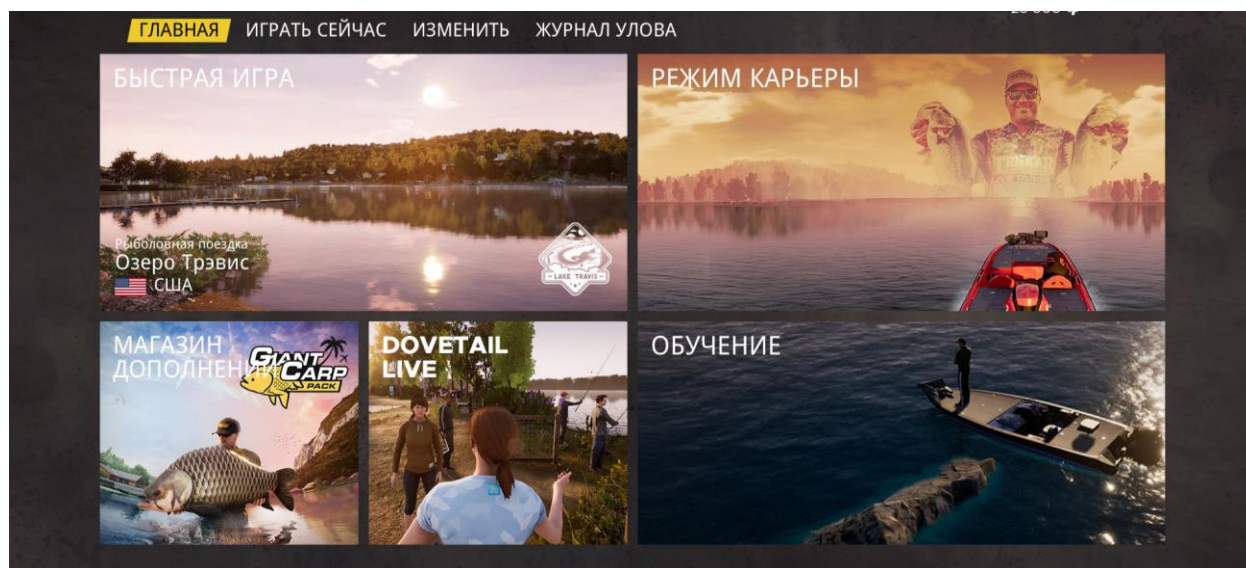 ГЛАВНАЯ ИГРАТЬ СЕЙЧАС ИЗМЕНИТЬ ЖУРНАЛ УЛОВА
БЫСТРАЯ ИГРА
Рыболовная поездка
Озеро Трэвис
США
LAKE TRAVIS
РЕЖИМ КАРЬЕРЫ
МАГАЗИН
ДОПОЛНЕНИЙ
GIANT
CARP
PACK
DOVETAIL
LIVE
ОБУЧЕНИЕ